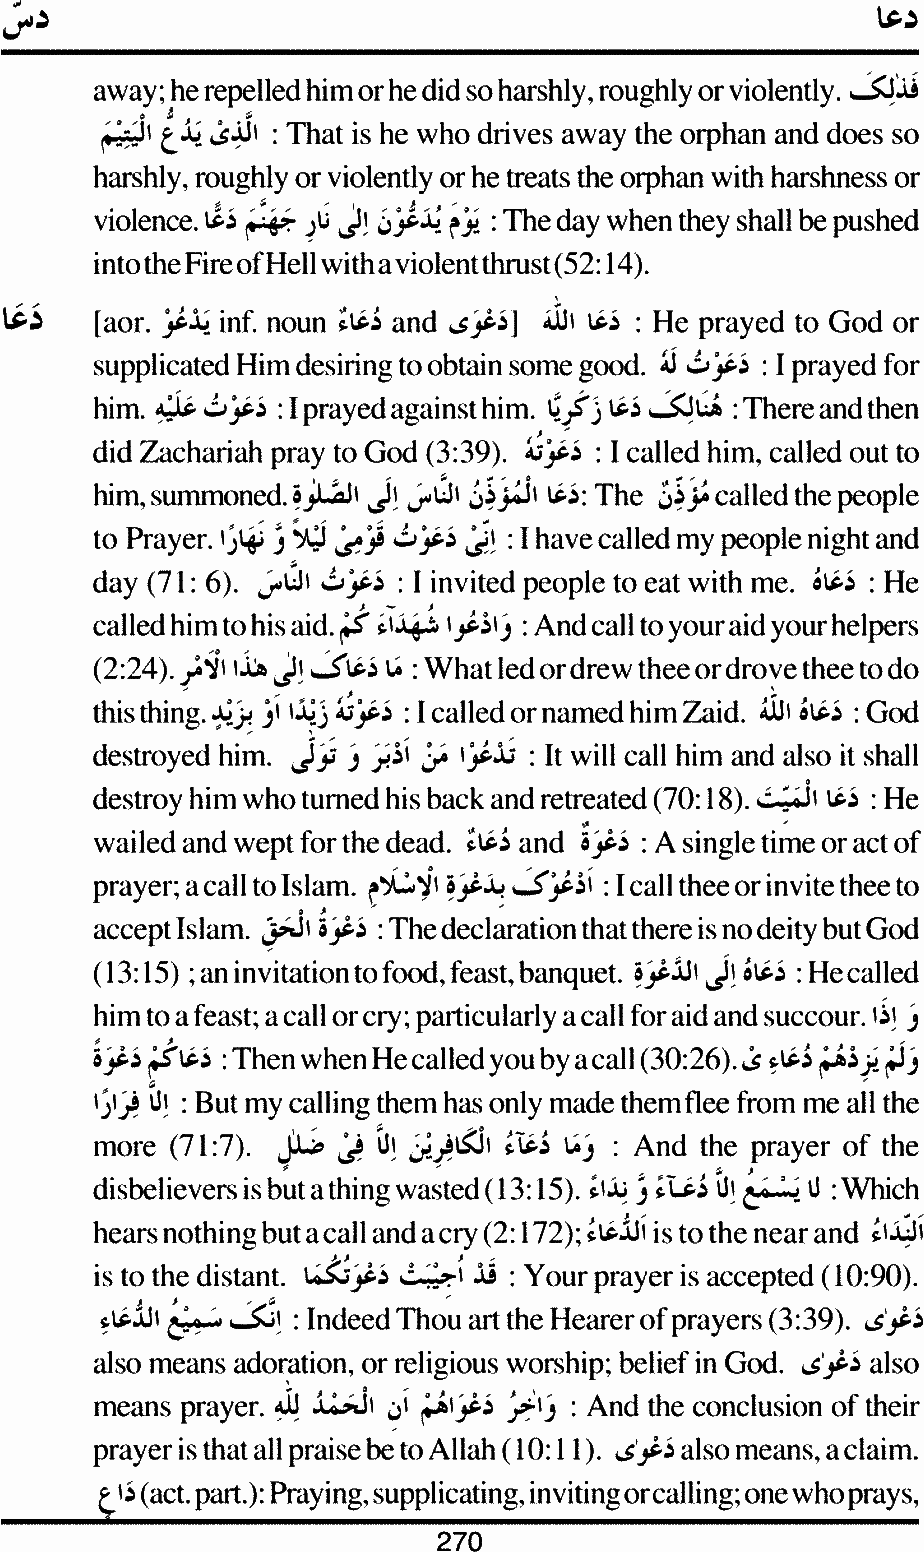 دسّ دعا
away; he repelled him or he did so harshly, roughly or violently. فَذٰلِكَ
الَّذِىْ يَدُعُّ الْيَتِيْمَ : That is he who drives away the orphan and does so
harshly, roughly or violently or he treats the orphan with harshness or
violence. يَوْمَ يُدَعُّوْنَ اِلٰى نَارِ جَهَنَّمَ دَعًّا : The day when they shall be pushed
into the Fire of Hell with a violent thrust (52:14).
دَعَا [aor. يَدْعُوْ inf. noun دُعَاءٌ and دَعْوَى] دَعَا اللّٰهَ : He prayed to God or
supplicated Him desiring to obtain some good. دَعَوْتُ لَهُ : I prayed for
him. دَعَوْتُ عَلَيْهِ : I prayed against him. هُنَالِكَ دَعَا زَكَرِيَّا : There and then
did Zachariah pray to God (3:39). دَعَوْتُهُ : I called him, called out to
him, summoned. دَعَا الْمُؤَذِّنُ النَّاسَ اِلَى الصَّلٰوةِ: The مُؤَذِّنُ called the people
to Prayer. اِنِّىْ دَعَوْتُ قَوْمِىْ لَيْلاً وَّ نَهَارًا : I have called my people night and
day (71: 6). دَعَوْتُ النَّاسَ : I invited people to eat with me. دَعَاهُ : He
called him to his aid. وَادْعُوا شُهَدَآءَ كُمْ : And call to your aid your helpers
(2:24). مَا دَعَاكَ اِلٰى هٰذَا الْاَمْرِ : What led or drew thee or drove thee to do
this thing. دَعَوْتُهُ زَيْدًا اَوْ بِزَيْدٍ : I called or named him Zaid. دَعَاهُ اللّٰهُ : God
destroyed him. تَدْعُوْا مَنْ اَدْبَرَ وَ تَوَلّٰى : It will call him and also it shall
destroy him who turned his back and retreated (70:18). دَعَا الْمَيِّتَ : He
wailed and wept for the dead. دُعَاءٌ and دَعْوَةٌ : A single time or act of
prayer; a call to Islam. اَدْعُوْكَ بِدَعْوَةِ الْاِسْلَامِ : I call thee or invite thee to
accept Islam. دَعْوَةُ الْحَقِّ : The declaration that there is no deity but God
(13:15) ; an invitation to food, feast, banquet. دَعَاهُ اِلَى الدَّعْوَةِ : He called
him to a feast; a call or cry; particularly a call for aid and succour. وَ اِذَا
دَعَاكُمْ دَعْوَةً : Then when He called you by a call (30:26). وَلَمْ يَزِدْهُمْ دُعَاءِ ىْ
اِلاَّ فِرَارًا : But my calling them has only made them flee from me all the
more (71:7). وَمَا دُعَآءُ الْكَافِرِيْنَ اِلاَّ فِىْ ضَلٰلٍ : And the prayer of the
disbelievers is but a thing wasted (13:15). لَا يَسْمَعُ اِلاَّ دُعَآءً وَّ نِدَاءً : Which
hears nothing but a call and a cry (2:172); اَلدُّعَاءُ is to the near and اَلنِّدَاءُ
is to the distant. قَدْ اُجِيْبَتْ دَعْوَتُكُمَا : Your prayer is accepted (10:90).
اِنَّكَ سَمِيْعُ الدُّعَاءِ : Indeed Thou art the Hearer of prayers (3:39). دَعْوٰى
also means adoration, or religious worship; belief in God. دَعْوٰى also
means prayer. وَاٰخِرُ دَعْوَاهُمْ اَنِ الْحَمْدُ لِلّٰهِ : And the conclusion of their
prayer is that all praise be to Allah (10:11). دَعْوٰى also means, a claim.
دَاعٍ (act. part.): Praying, supplicating, inviting or calling; one who prays,
270